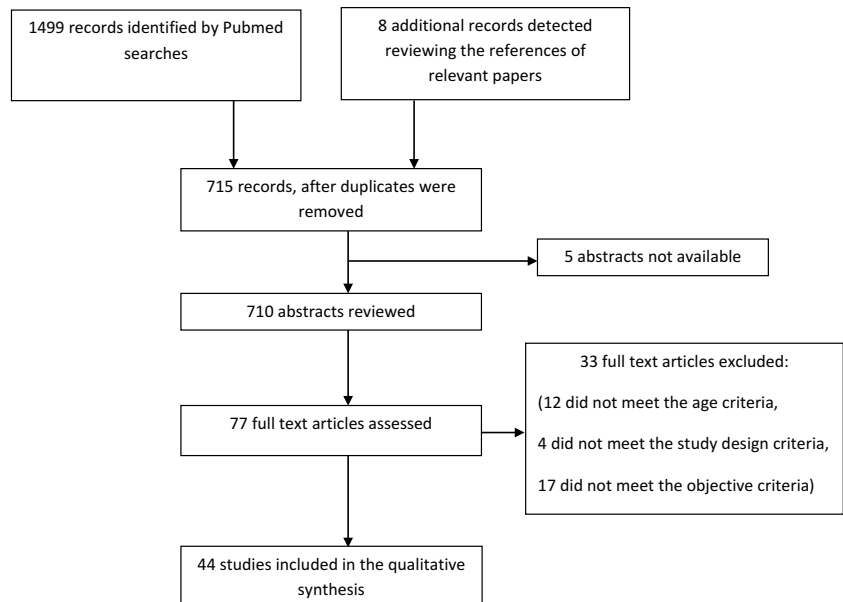 1499 records identified by Pubmed
searches
8 additional records detected
reviewing the references of
relevant papers
715 records, after duplicates were
removed
5 abstracts not available
710 abstracts reviewed
33 full text articles excluded:
(12 did not meet the age criteria,
4 did not meet the study design criteria,
17 did not meet the objective criteria)
77 full text articles assessed
44 studies included in the qualitative
synthesis